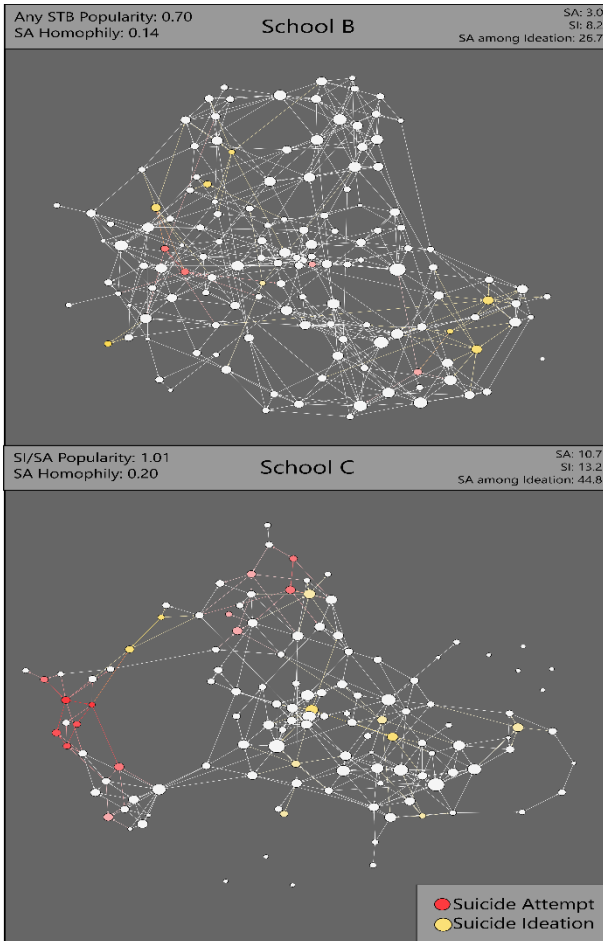 Any STB Popularity: 0.70
SA Homophily: 0.14
School B
SA: 3.0
SI: 8.2
SA among Ideation: 26.7
SI/SA Popularity: 1.01
SA Homophily: 0.20
School C
SA: 10.7
SI: 13.2
SA among Ideation: 44.8
Suicide Attempt
Suicide Ideation